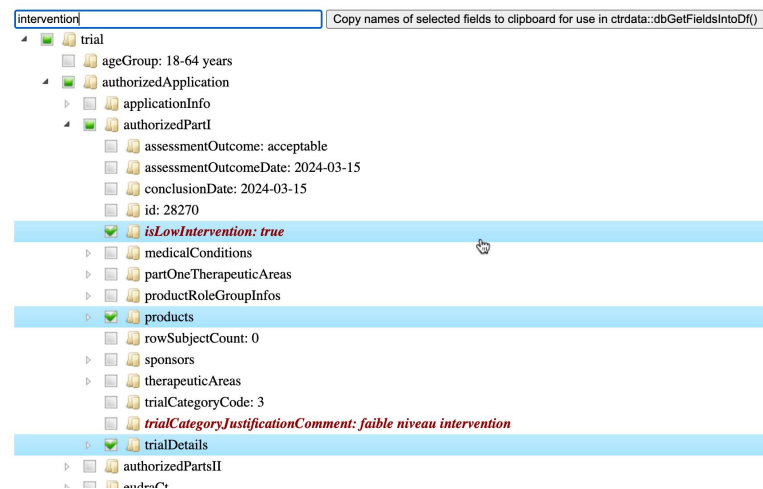 intervention
Copy names of selected fields to clipboard for use in ctrdata::dbGetFieldsIntoDf()
trial
ageGroup: 18-64 years
authorizedApplication
applicationInfo
authorizedPartI
assessmentOutcome: acceptable
assessmentOutcomeDate: 2024-03-15
conclusionDate: 2024-03-15
id: 28270
isLowIntervention: true
medicalConditions
partOneTherapeuticAreas
productRoleGroupInfos
products
rowSubjectCount: 0
sponsors
therapeuticAreas
trialCategoryCode: 3
trialCategoryJustificationComment: faible niveau intervention
trialDetails
authorizedPartsII
eudraCt